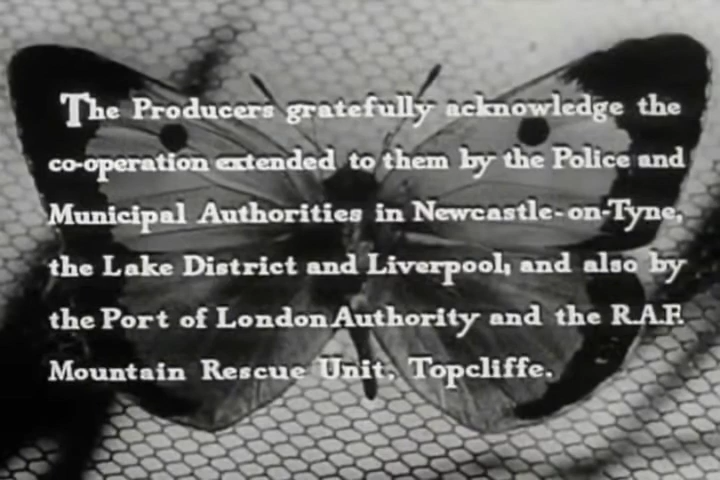 The Producers gratefully acknowledge the
co-operation extended to them by the Police and
Municipal Authorities in Newcastle-on-Tyne,
the Lake District and Liverpool, and also by
the Port of London Authority and the R.A.F.
Mountain Rescue Unit, Topcliffe.